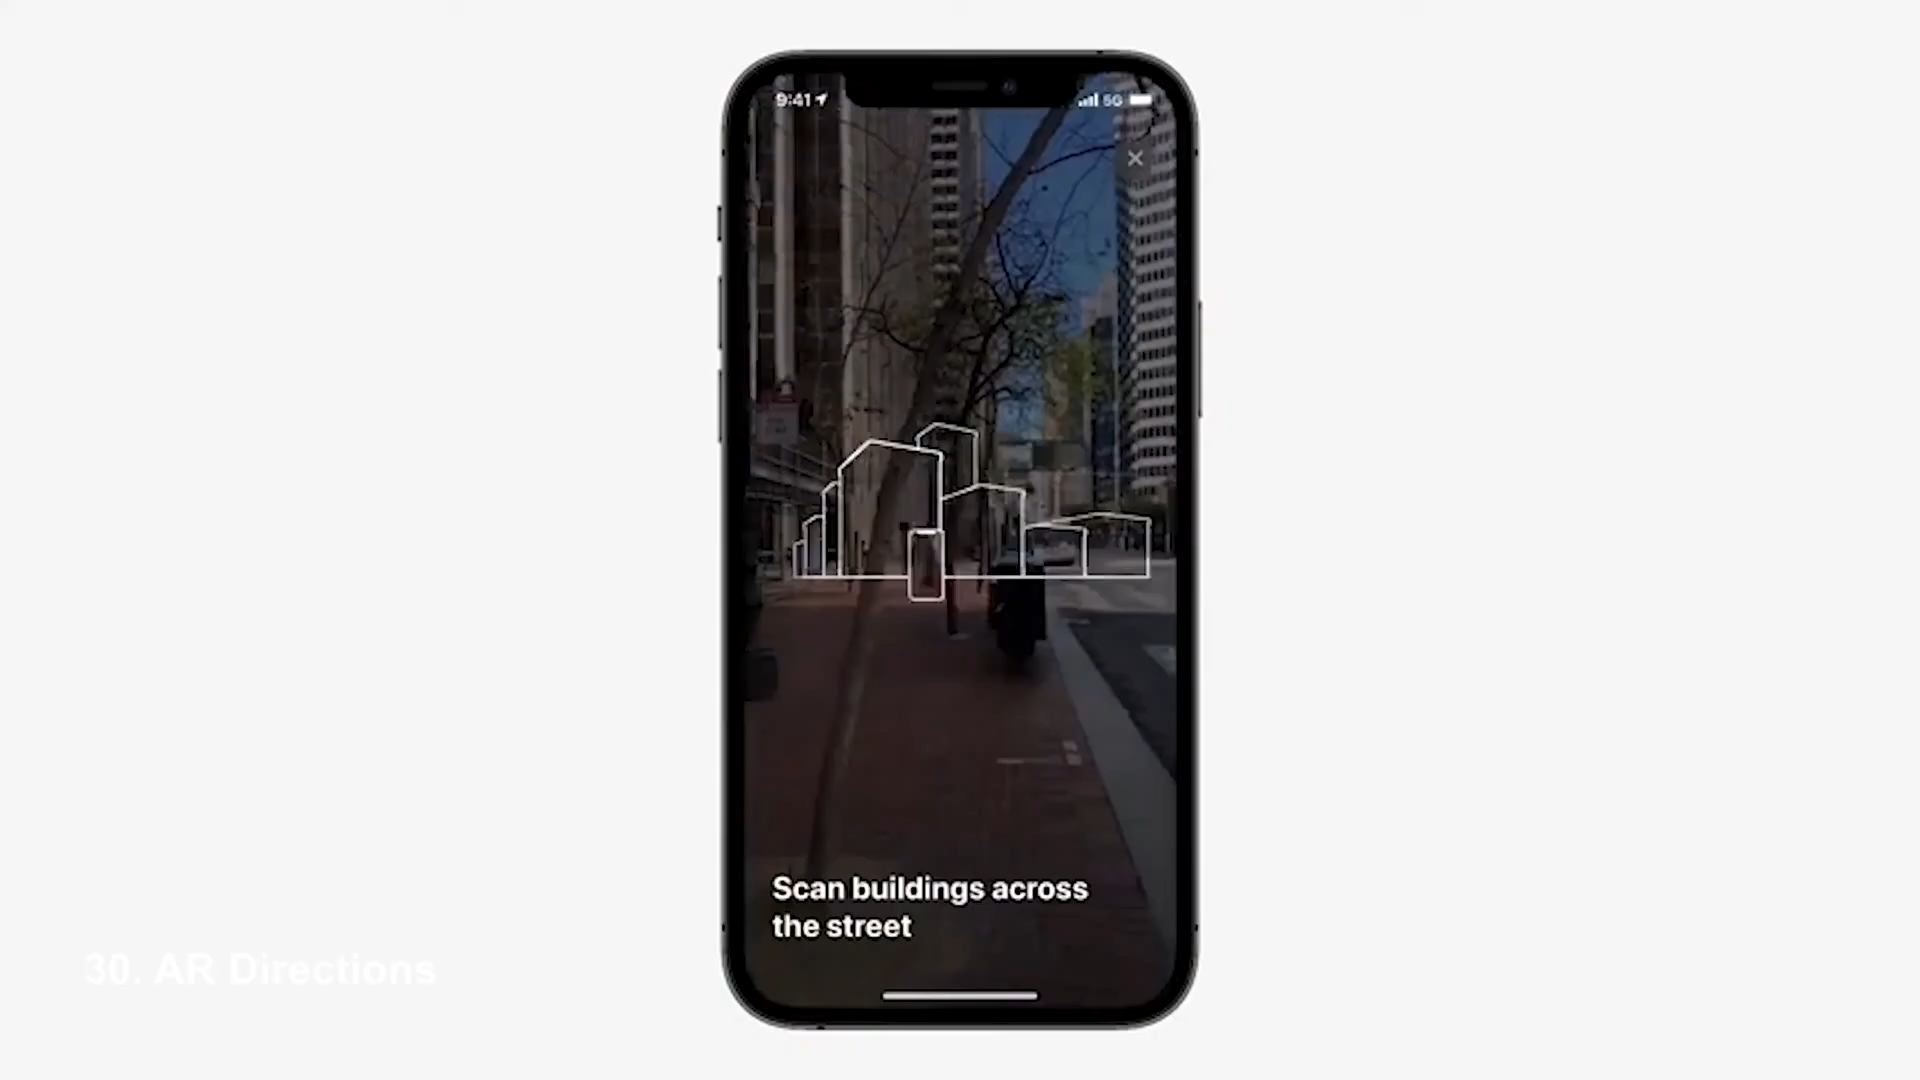 9:41
5G
Scan buildings across
the street
30. AR Directions